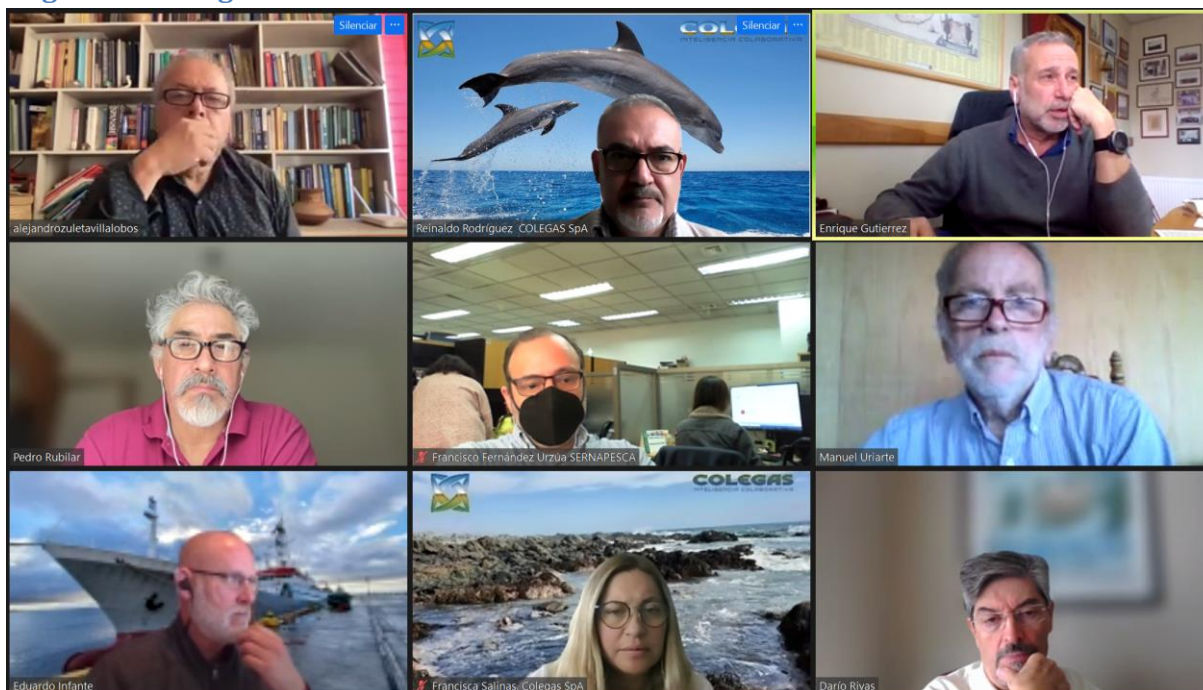 Silenciar ...
COLEGAS
INTELIGENCIA COLABORATIVA
Silenciar ...
alejandrozuletavillalobos
Reinaldo Rodríguez COLEGAS SpA
Enrique Gutierrez
Pedro Rubilar
Francisco Fernández Urzúa SERNAPESCA
Manuel Uriarte
COLEGAS
INTELIGENCIA COLABORATIVA
Eduardo Infante
Francisca Salinas, Colegas SpA
Darío Rivas